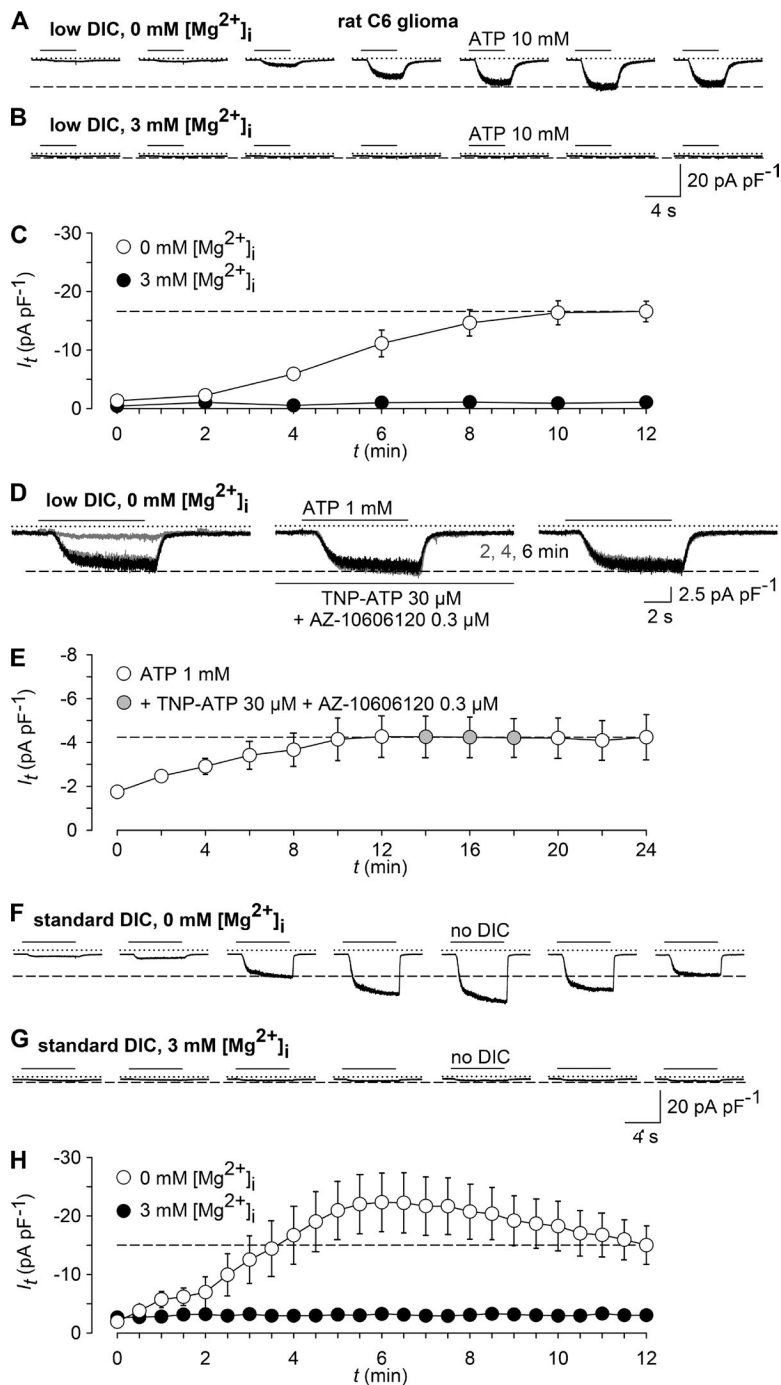 A
low DIC, 0 mM [Mg2+]i
rat C6 glioma
ATP 10 mM
B
low DIC, 3 mM [Mg2+]i
ATP 10 mM
20 pA pF-1
4 s
C
-30
-20
-10
0
It (pA pF-1)
0 mM [Mg2+]i
3 mM [Mg2+]i
0 2 4 6 8 10 12
t (min)
D
low DIC, 0 mM [Mg2+]i
ATP 1 mM
2, 4, 6 min
TNP-ATP 30 µM
+ AZ-10606120 0.3 µM
2.5 pA pF-1
2 s
E
-8
-6
-4
-2
0
It (pA pF-1)
ATP 1 mM
+ TNP-ATP 30 µM + AZ-10606120 0.3 µM
0 4 8 12 16 20 24
t (min)
F
standard DIC, 0 mM [Mg2+]i
no DIC
G
standard DIC, 3 mM [Mg2+]i
no DIC
20 pA pF-1
4 s
H
-30
-20
-10
0
It (pA pF-1)
0 mM [Mg2+]i
3 mM [Mg2+]i
0 2 4 6 8 10 12
t (min)